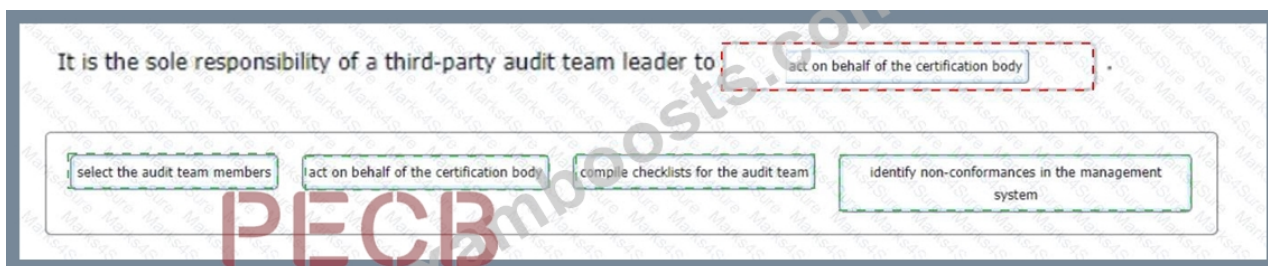 It is the sole responsibility of a third-party audit team leader to act on behalf of the certification body .
select the audit team members act on behalf of the certification body compile checklists for the audit team identify non-conformances in the management
system
PECB